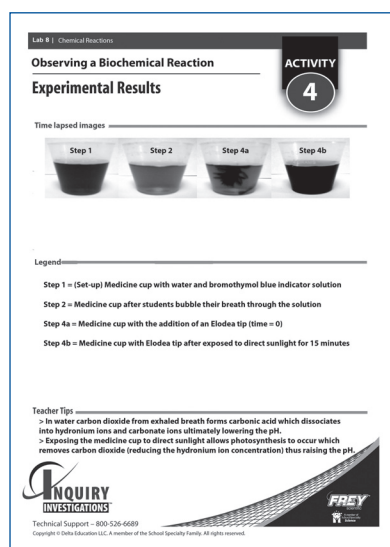 Lab 8 | Chemical Reactions
Observing a Biochemical Reaction
Experimental Results
ACTIVITY
4
Time lapsed images
Step 1
Step 2
Step 4a
Step 4b
Legend
Step 1 = (Set-up) Medicine cup with water and bromothymol blue indicator solution
Step 2 = Medicine cup after students bubble their breath through the solution
Step 4a = Medicine cup with the addition of an Elodea tip (time = 0)
Step 4b = Medicine cup with Elodea tip after exposed to direct sunlight for 15 minutes
Teacher Tips
> In water carbon dioxide from exhaled breath forms carbonic acid which dissociates
into hydronium ions and carbonate ions ultimately lowering the pH.
> Exposing the medicine cup to direct sunlight allows photosynthesis to occur which
removes carbon dioxide (reducing the hydronium ion concentration) thus raising the pH.
INQUIRY
INVESTIGATIONS
FREY
Technical Support – 800-526-6689
Copyright © Delta Education LLC. A member of the School Specialty Family. All rights reserved.